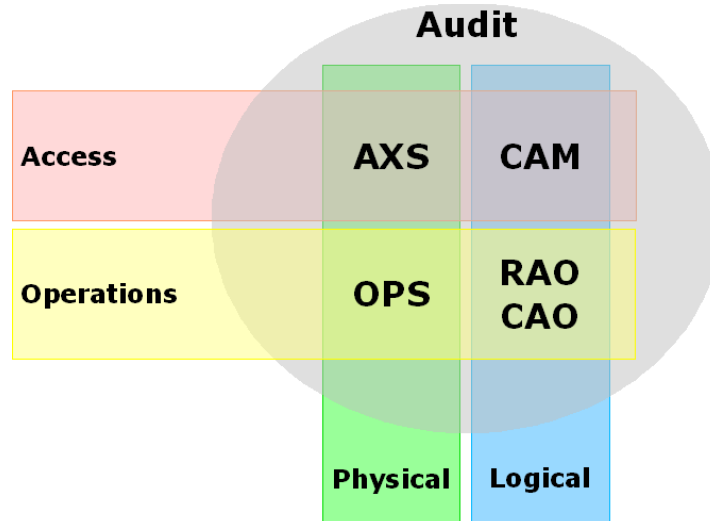 Audit
Access
AXS
CAM
Operations
OPS
RAO
CAO
Physical
Logical